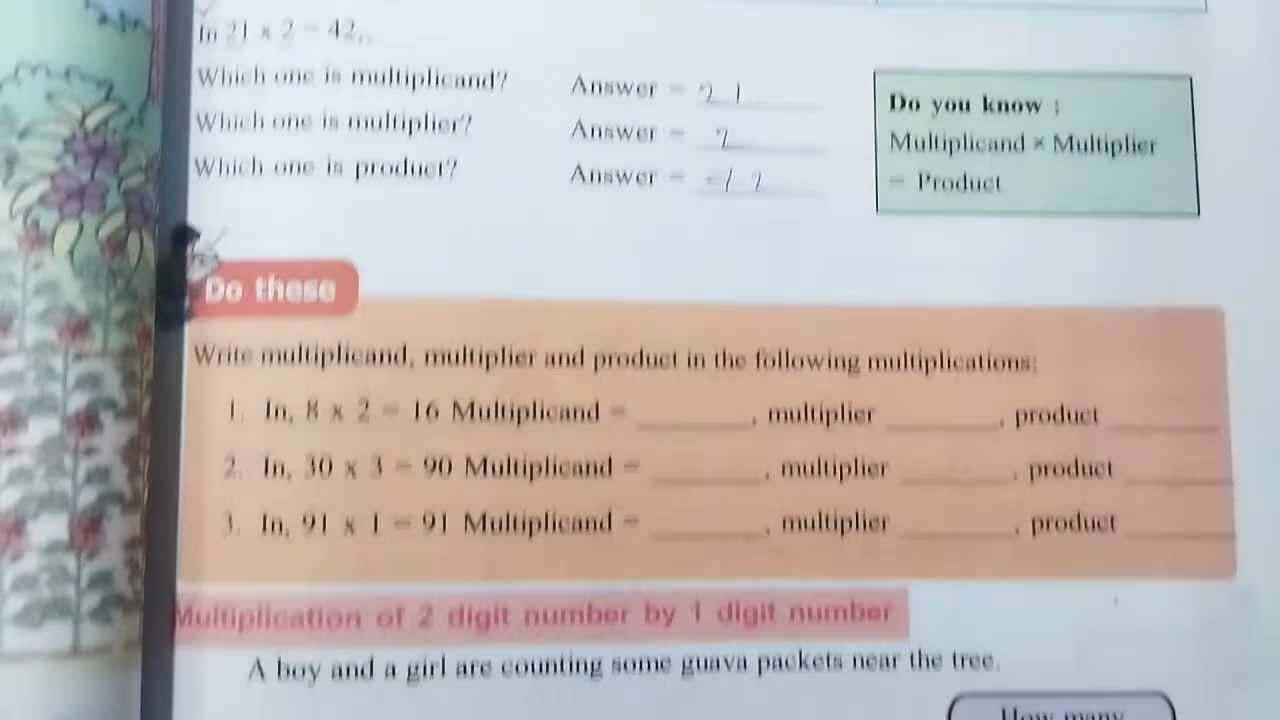 In 21 x 2 = 42,
Which one is multiplicand? Answer = 21
Which one is multiplier? Answer = 2
Which one is product? Answer =
Do you know :
Multiplicand × Multiplier
= Product
Do these
Write multiplicand, multiplier and product in the following multiplications:
1. In, 8 x 2 = 16 Multiplicand = ________, multiplier ________, product ________
2. In, 30 x 3 = 90 Multiplicand = ________, multiplier ________, product ________
3. In, 91 x 1 = 91 Multiplicand = ________, multiplier ________, product ________
Multiplication of 2 digit number by 1 digit number
A boy and a girl are counting some guava packets near the tree.
How many